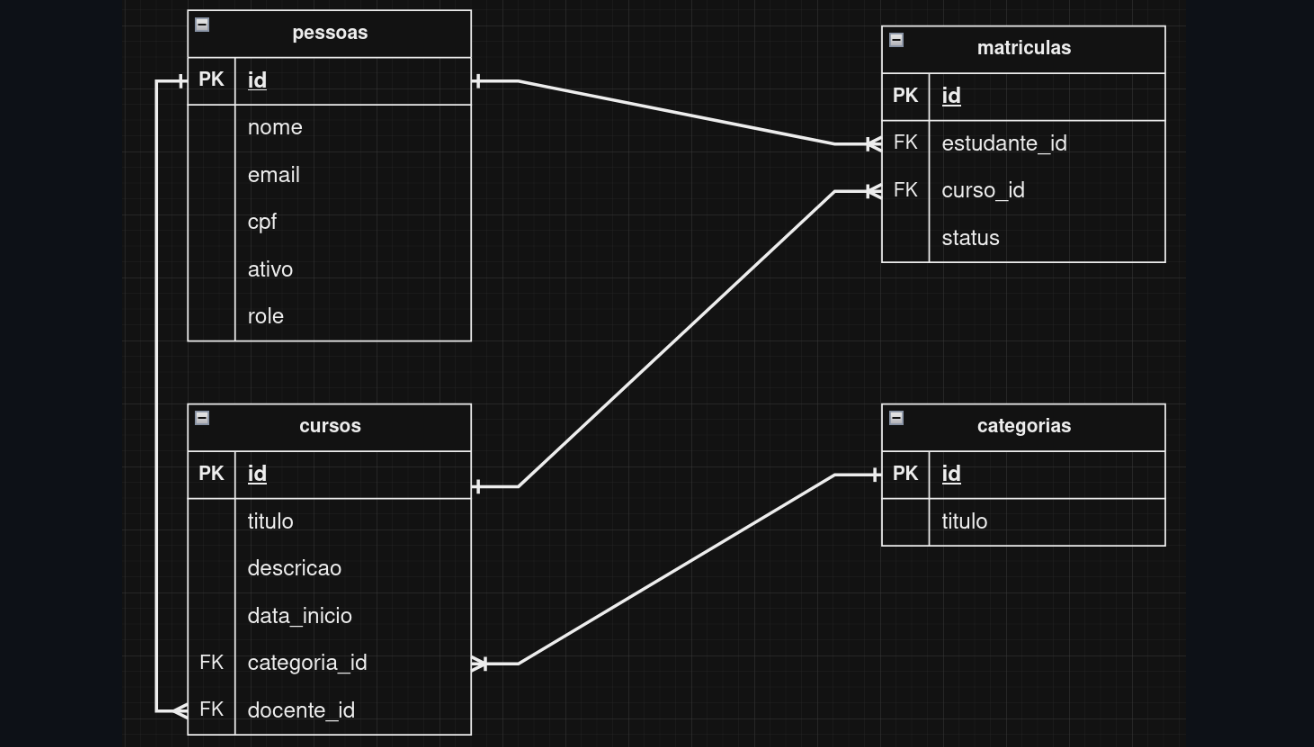 pessoas
PK id
nome
email
cpf
ativo
role
matriculas
PK id
FK estudante_id
FK curso_id
status
cursos
PK id
titulo
descricao
data_inicio
FK categoria_id
FK docente_id
categorias
PK id
titulo